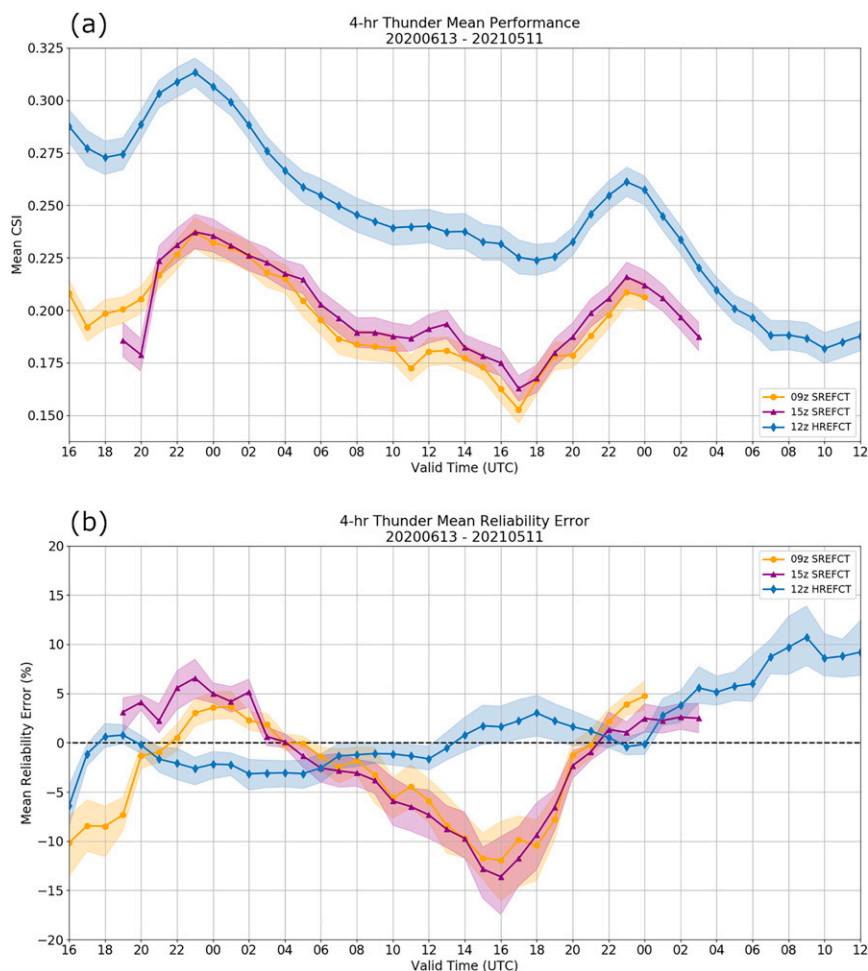 (a)
4-hr Thunder Mean Performance
20200613 - 20210511
0.325
0.300
0.275
0.250
0.225
0.200
0.175
0.150
Mean CSI
09z SREFCT
15z SREFCT
12z HREFCT
16 18 20 22 00 02 04 06 08 10 12 14 16 18 20 22 00 02 04 06 08 10 12
Valid Time (UTC)
(b)
4-hr Thunder Mean Reliability Error
20200613 - 20210511
20
15
10
5
0
−5
−10
−15
−20
Mean Reliability Error (%)
09z SREFCT
15z SREFCT
12z HREFCT
16 18 20 22 00 02 04 06 08 10 12 14 16 18 20 22 00 02 04 06 08 10 12
Valid Time (UTC)